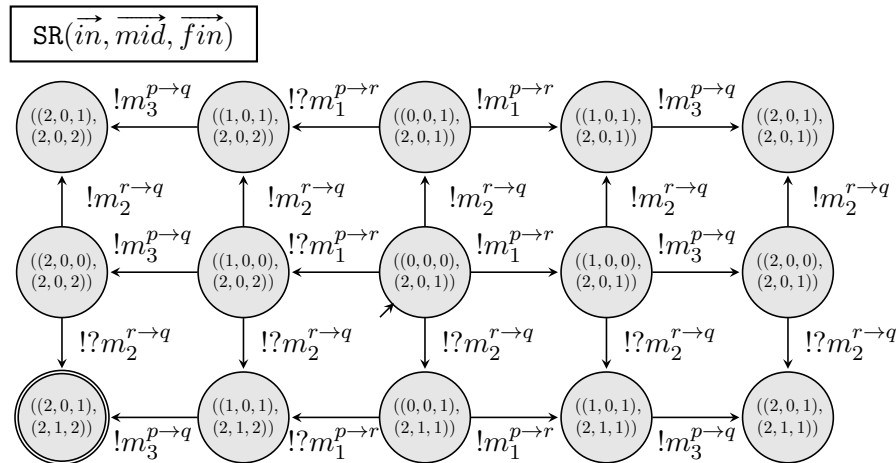 SR(in, mid, fin)
!m₃^{p→q} !?m₁^{p→r} !m₁^{p→r} !m₃^{p→q}
((2,0,1), ((1,0,1), ((0,0,1), ((1,0,1), ((2,0,1),
(2,0,2)) (2,0,2)) (2,0,1)) (2,0,1)) (2,0,1))
!m₂^{r→q} !m₂^{r→q} !m₂^{r→q} !m₂^{r→q} !m₂^{r→q}
!m₃^{p→q} !?m₁^{p→r} !m₁^{p→r} !m₃^{p→q}
((2,0,0), ((1,0,0), ((0,0,0), ((1,0,0), ((2,0,0),
(2,0,2)) (2,0,2)) (2,0,1)) (2,0,1)) (2,0,1))
!?m₂^{r→q} !?m₂^{r→q} !?m₂^{r→q} !?m₂^{r→q} !?m₂^{r→q}
((2,0,1), ((1,0,1), ((0,0,1), ((1,0,1), ((2,0,1),
(2,1,2)) (2,1,2)) (2,1,1)) (2,1,1)) (2,1,1))
!m₃^{p→q} !?m₁^{p→r} !m₁^{p→r} !m₃^{p→q}